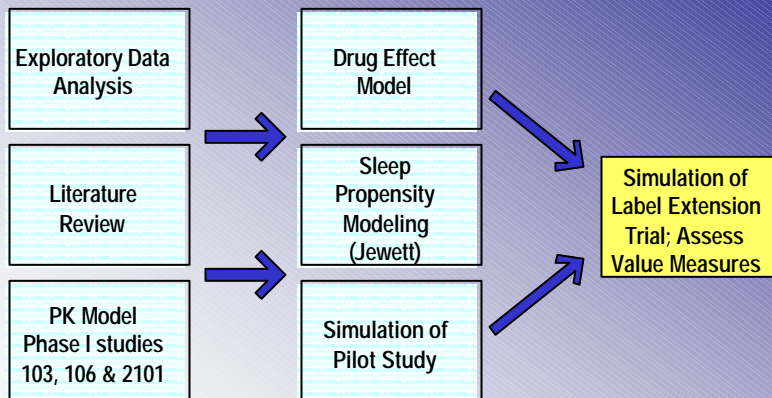 Exploratory Data
Analysis
Literature
Review
PK Model
Phase I studies
103, 106 & 2101
Drug Effect
Model
Sleep
Propensity
Modeling
(Jewett)
Simulation of
Pilot Study
Simulation of
Label Extension
Trial; Assess
Value Measures